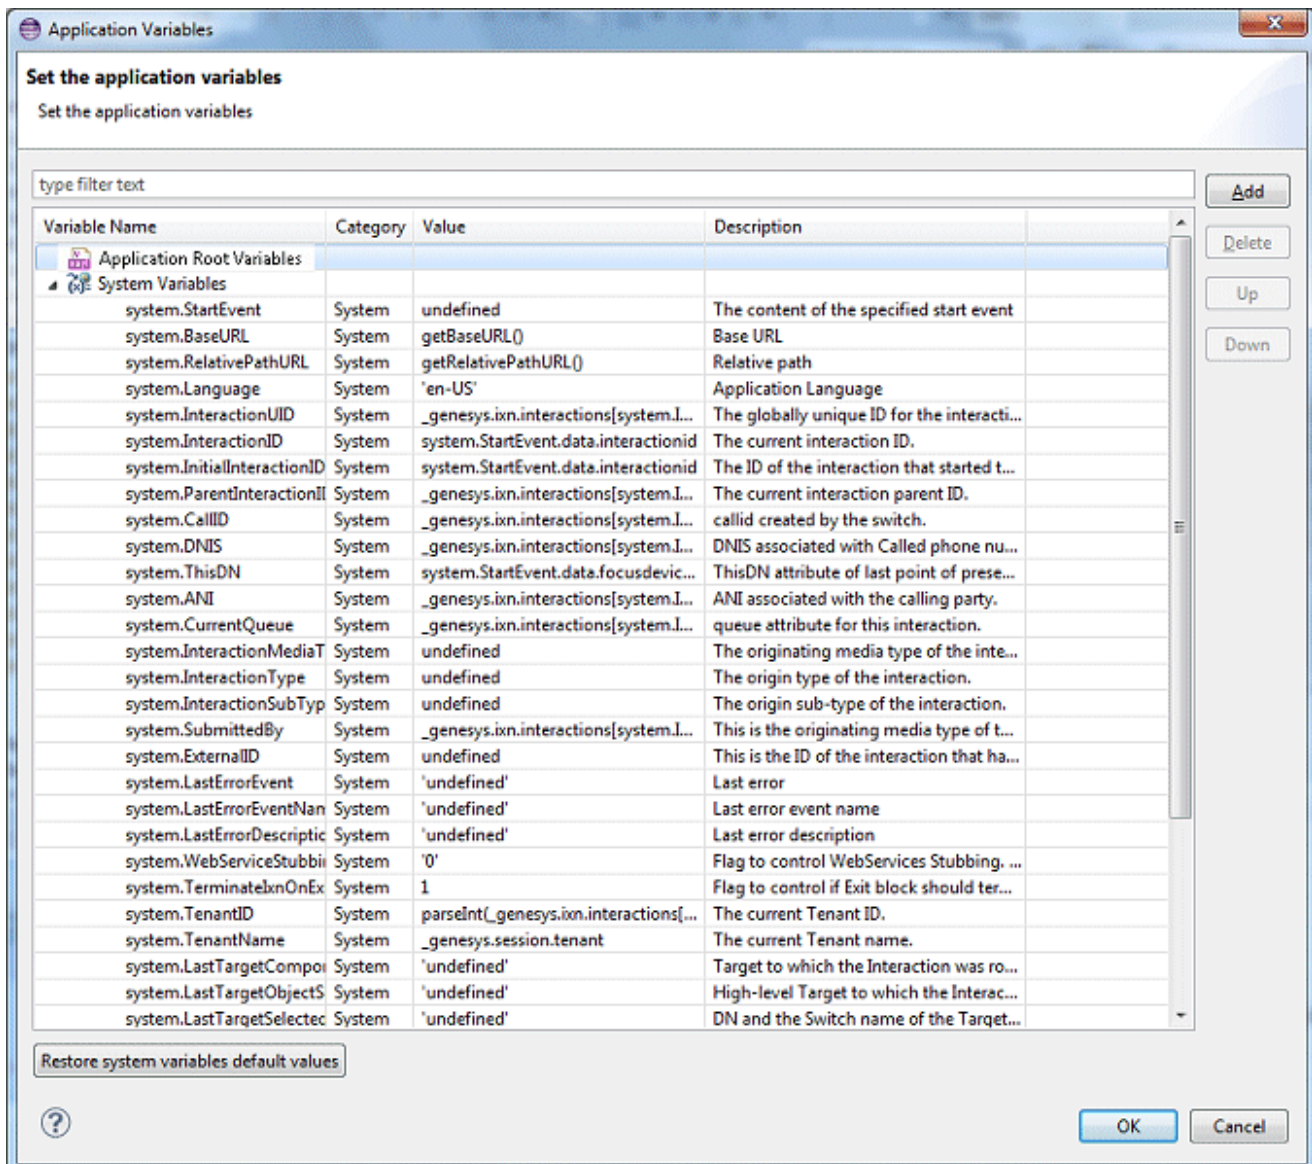 Application Variables
Set the application variables
Set the application variables
type filter text
Add
Variable Name Category Value Description
Delete
Application Root Variables
System Variables
Up
system.StartEvent System undefined The content of the specified start event
system.BaseURL System getBaseURL() Base URL
Down
system.RelativePathURL System getRelativePathURL() Relative path
system.Language System 'en-US' Application Language
system.InteractionUID System _genesys.ixn.interactions[system.I... The globally unique ID for the interacti...
system.InteractionID System system.StartEvent.data.interactionid The current interaction ID.
system.InitialInteractionID System system.StartEvent.data.interactionid The ID of the interaction that started t...
system.ParentInteractionII System _genesys.ixn.interactions[system.I... The current interaction parent ID.
system.CallID System _genesys.ixn.interactions[system.I... callid created by the switch.
system.DNIS System _genesys.ixn.interactions[system.I... DNIS associated with Called phone nu...
system.ThisDN System system.StartEvent.data.focusdevic... ThisDN attribute of last point of prese...
system.ANI System _genesys.ixn.interactions[system.I... ANI associated with the calling party.
system.CurrentQueue System _genesys.ixn.interactions[system.I... queue attribute for this interaction.
system.InteractionMediaT System undefined The originating media type of the inte...
system.InteractionType System undefined The origin type of the interaction.
system.InteractionSubTyp System undefined The origin sub-type of the interaction.
system.SubmittedBy System _genesys.ixn.interactions[system.I... This is the originating media type of t...
system.ExternalID System undefined This is the ID of the interaction that ha...
system.LastErrorEvent System 'undefined' Last error
system.LastErrorEventNan System 'undefined' Last error event name
system.LastErrorDescriptic System 'undefined' Last error description
system.WebServiceStubbin System '0' Flag to control WebServices Stubbing. ...
system.TerminateIxnOnEx System 1 Flag to control if Exit block should ter...
system.TenantID System parseInt(_genesys.ixn.interactions[... The current Tenant ID.
system.TenantName System _genesys.session.tenant The current Tenant name.
system.LastTargetCompor System 'undefined' Target to which the Interaction was ro...
system.LastTargetObjectS System 'undefined' High-level Target to which the Interac...
system.LastTargetSelected System 'undefined' DN and the Switch name of the Target...
Restore system variables default values
OK Cancel